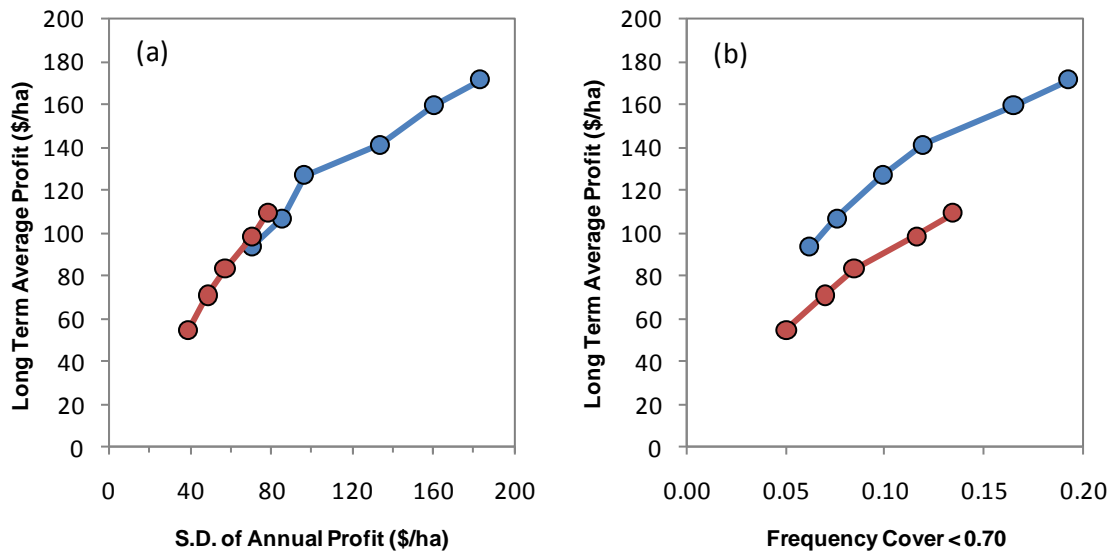 (a)
Long Term Average Profit ($/ha)
200
180
160
140
120
100
80
60
40
20
0
0 40 80 120 160 200
S.D. of Annual Profit ($/ha)
(b)
Long Term Average Profit ($/ha)
200
180
160
140
120
100
80
60
40
20
0
0.00 0.05 0.10 0.15 0.20
Frequency Cover < 0.70